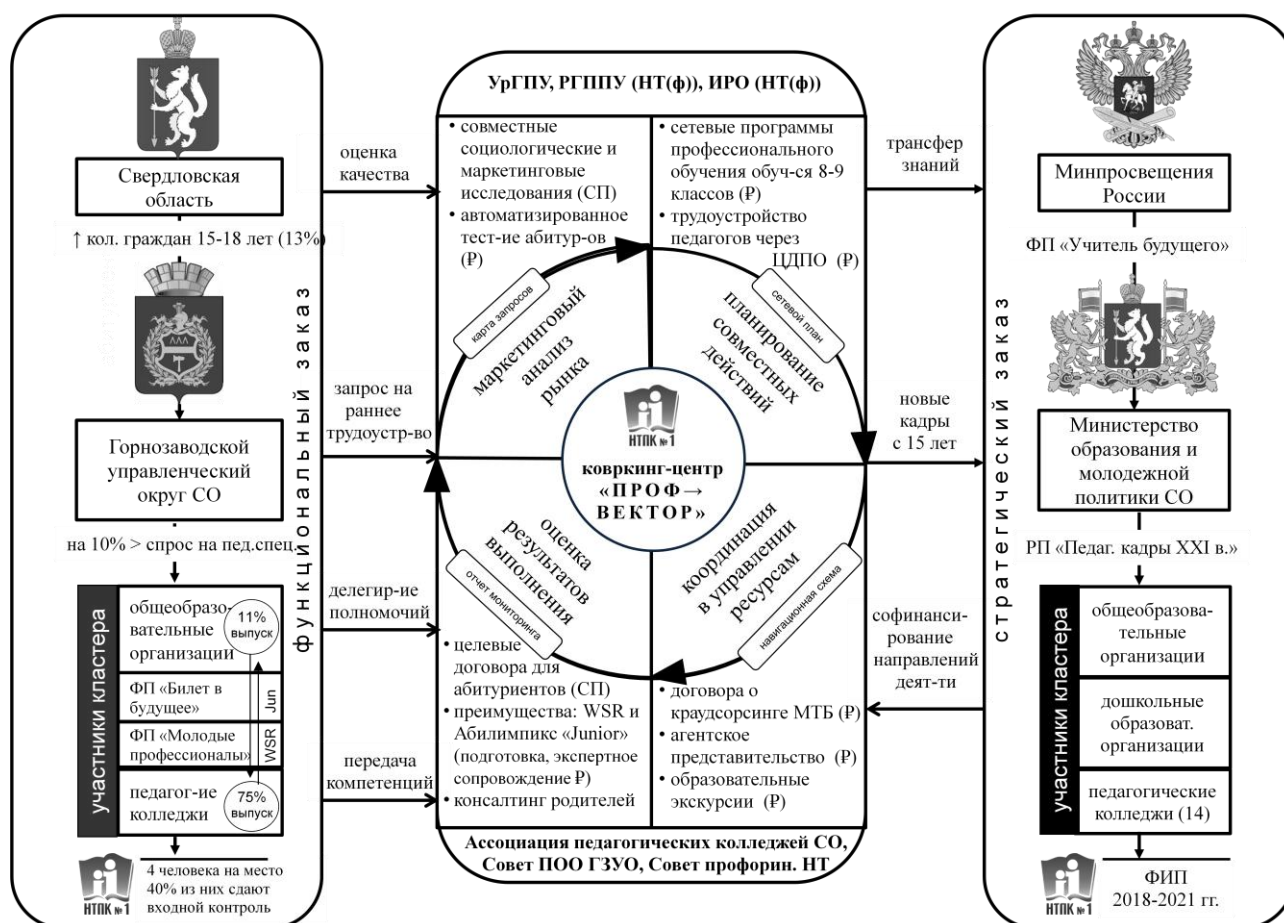 Свердловская
область
↑ кол. граждан 15-18 лет (13%)
Горнозаводской
управленческий
округ СО
на 10% > спрос на пед.спец.
участники кластера
общеобразо-
вательные
организации
11%
выпуск
ФП «Билет в
будущее»
Jun
ФП «Молодые
профессионалы»
WSR
педагог-ие
колледжи
75%
выпуск
НТПК №1
4 человека на место
40% из них сдают
входной контроль
функциональный заказ
оценка
качества
запрос на
раннее
трудоустр-во
делегир-ие
полномочий
передача
компетенций
УрГПУ, РГППУ (НТ(ф)), ИРО (НТ(ф))
• совместные
социологические и
маркетинговые
исследования (СП)
• автоматизированное
тест-ие абитур-ов
(₽)
• сетевые программы
профессионального
обучения обуч-ся 8-9
классов (₽)
• трудоустройство
педагогов через
ЦДПО (₽)
карта запросов
маркетинговый
анализ
рынка
сетевой план
планирование
совместных
действий
НТПК №1
ковркинг-центр
«ПРОФ→
ВЕКТОР»
оценка
результатов
выполнения
отчет мониторинга
координация
в управлении
ресурсам
навигационная схема
• целевые
договора для
абитуриентов (СП)
• преимущества: WSR и
Абилимпикс «Junior»
(подготовка, экспертное
сопровождение ₽)
• консалтинг родителей
• договора о
краудсорсинге МТБ (₽)
• агентское
представительство (₽)
• образовательные
экскурсии (₽)
Ассоциация педагогических колледжей СО,
Совет ПОО ГЗУО, Совет профорин. НТ
трансфер
знаний
новые
кадры
с 15 лет
софинанси-
рование
направлений
деят-ти
стратегический заказ
Минпросвещения
России
ФП «Учитель будущего»
Министерство
образования и
молодежной
политики СО
РП «Педаг. кадры XXI в.»
участники кластера
общеобразова-
тельные
организации
дошкольные
образоват.
организации
педагогические
колледжи (14)
НТПК №1
ФИП
2018-2021 гг.